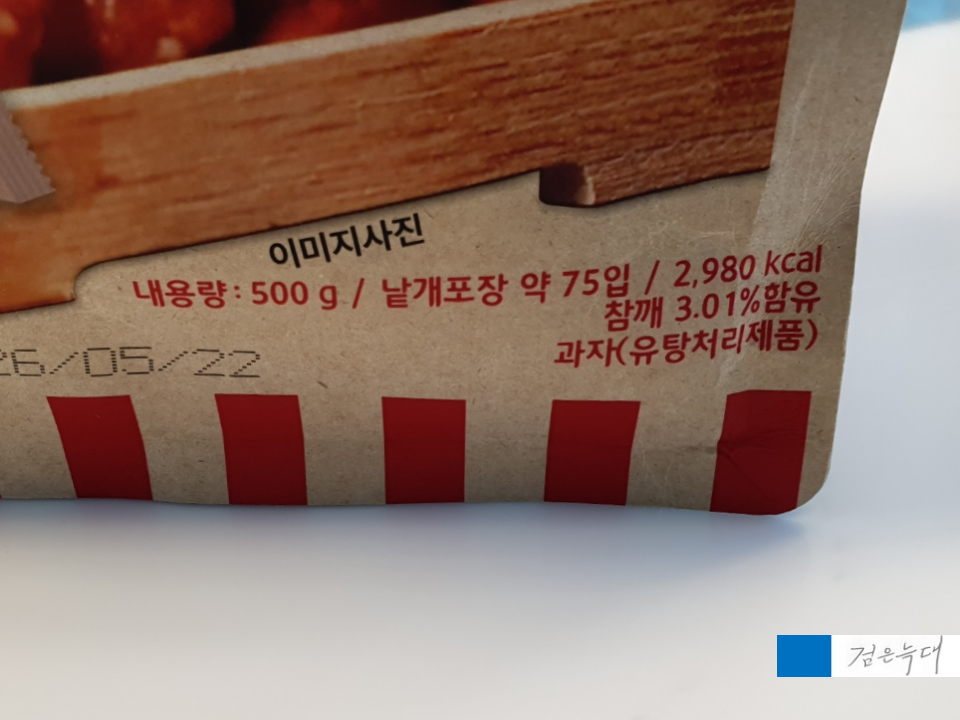 이미지사진
내용량: 500 g / 낱개포장 약 75입 / 2,980 kcal
참깨 3.01%함유
과자(유탕처리제품)
26/05/22
검은늑대